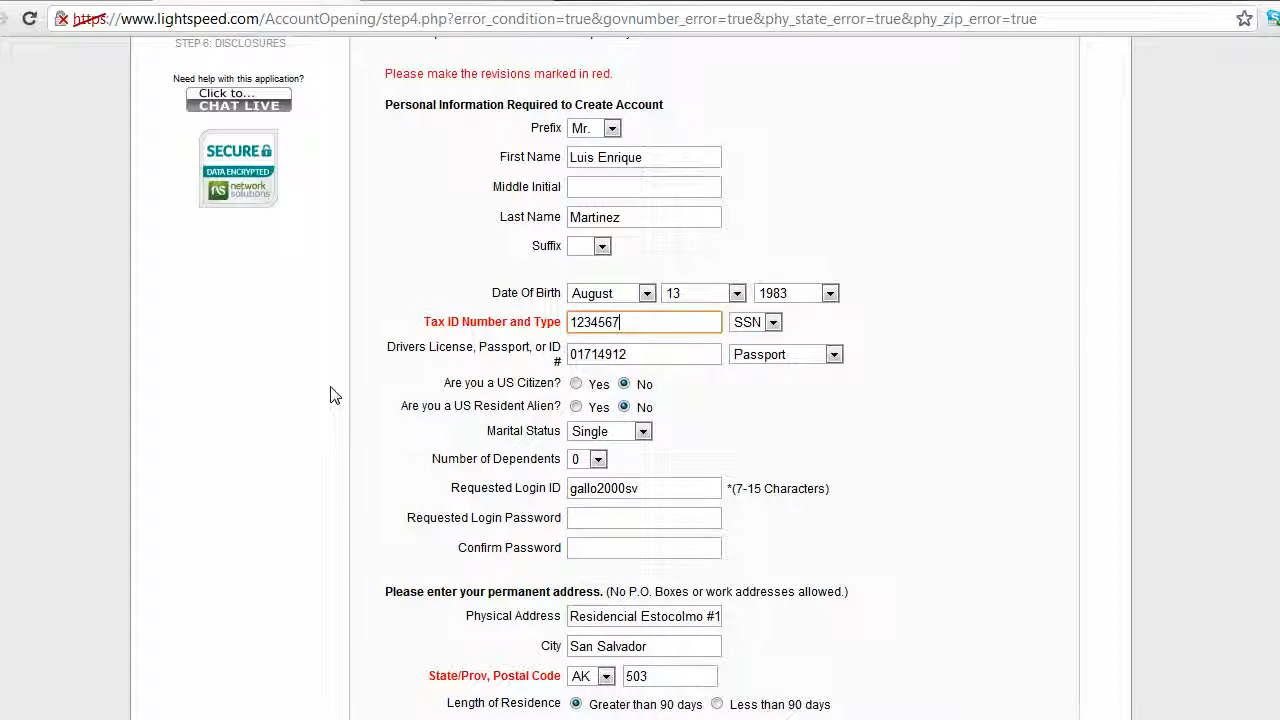 https://www.lightspeed.com/AccountOpening/step4.php?error_condition=true&govnumber_error=true&phy_state_error=true&phy_zip_error=true
STEP 6: DISCLOSURES
Need help with this application?
Click to...
CHAT LIVE
SECURE
DATA ENCRYPTED
ns network
solutions
Please make the revisions marked in red.
Personal Information Required to Create Account
Prefix Mr.
First Name Luis Enrique
Middle Initial
Last Name Martinez
Suffix
Date Of Birth August 13 1983
Tax ID Number and Type 1234567 SSN
Drivers License, Passport, or ID
# 01714912 Passport
Are you a US Citizen? Yes No
Are you a US Resident Alien? Yes No
Marital Status Single
Number of Dependents 0
Requested Login ID gallo2000sv *(7-15 Characters)
Requested Login Password
Confirm Password
Please enter your permanent address. (No P.O. Boxes or work addresses allowed.)
Physical Address Residencial Estocolmo #1
City San Salvador
State/Prov, Postal Code AK 503
Length of Residence Greater than 90 days Less than 90 days